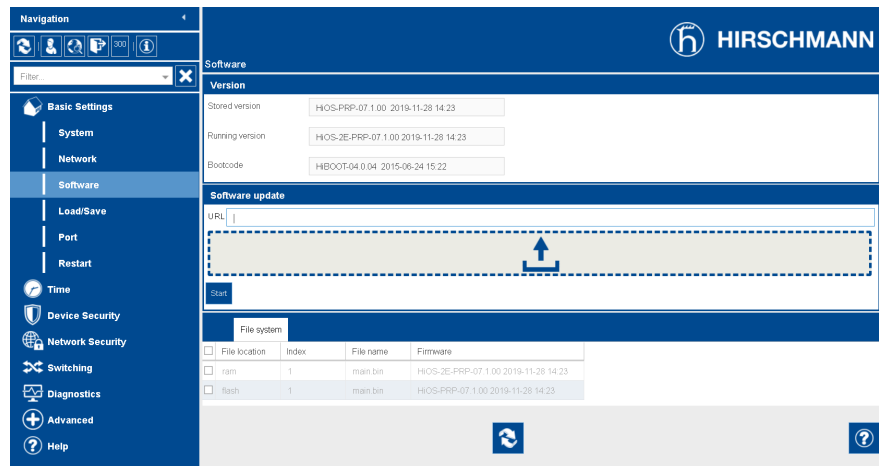 Navigation
300
Filter...
Basic Settings
System
Network
Software
Load/Save
Port
Restart
Time
Device Security
Network Security
Switching
Diagnostics
Advanced
Help
HIRSCHMANN
Software
Version
Stored version HiOS-PRP-07.1.00 2019-11-28 14:23
Running version HiOS-2E-PRP-07.1.00 2019-11-28 14:23
Bootcode HiBOOT-04.0.04 2015-06-24 15:22
Software update
URL
Start
File system
File location Index File name Firmware
ram 1 main.bin HiOS-2E-PRP-07.1.00 2019-11-28 14:23
flash 1 main.bin HiOS-PRP-07.1.00 2019-11-28 14:23